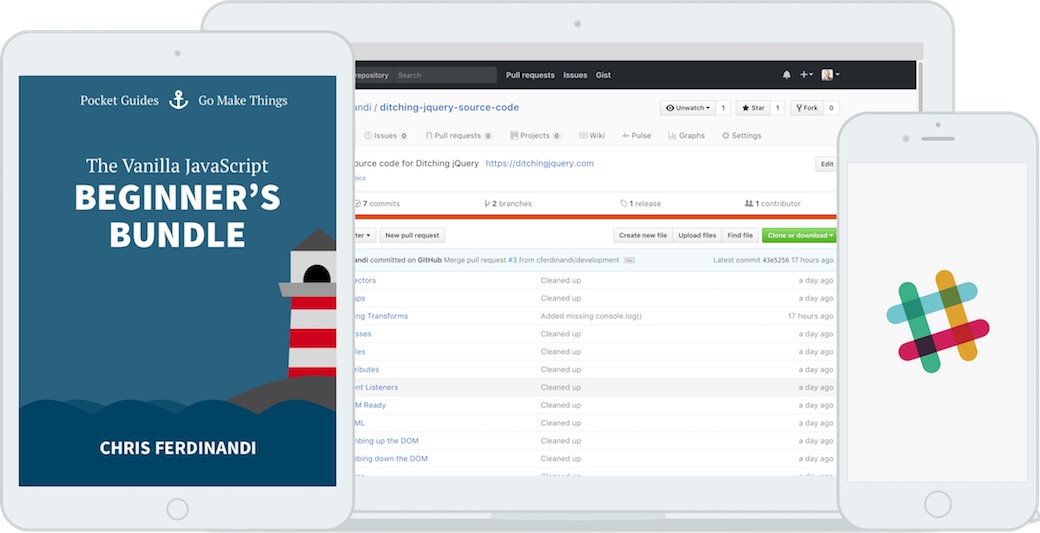 Pocket Guides Go Make Things
The Vanilla JavaScript
BEGINNER'S
BUNDLE
CHRIS FERDINANDI
repository Search Pull requests Issues Gist
/ ditching-jquery-source-code Unwatch 1 Star 1 Fork 0
Issues 0 Pull requests 0 Projects 0 Wiki Pulse Graphs Settings
ource code for Ditching jQuery https://ditchingjquery.com Edit
ics
7 commits 2 branches 1 release 1 contributor
ter New pull request Create new file Upload files Find file Clone or download
andi committed on GitHub Merge pull request #3 from cferdinandi/development ... Latest commit 43e5256 17 hours ago
ectors Cleaned up a day ago
ops Cleaned up a day ago
ing Transforms Added missing console.log() 17 hours ago
sses Cleaned up a day ago
les Cleaned up a day ago
ributes Cleaned up a day ago
ent Listeners Cleaned up a day ago
M Ready Cleaned up a day ago
ML Cleaned up a day ago
mbing up the DOM Cleaned up a day ago
mbing down the DOM Cleaned up a day ago